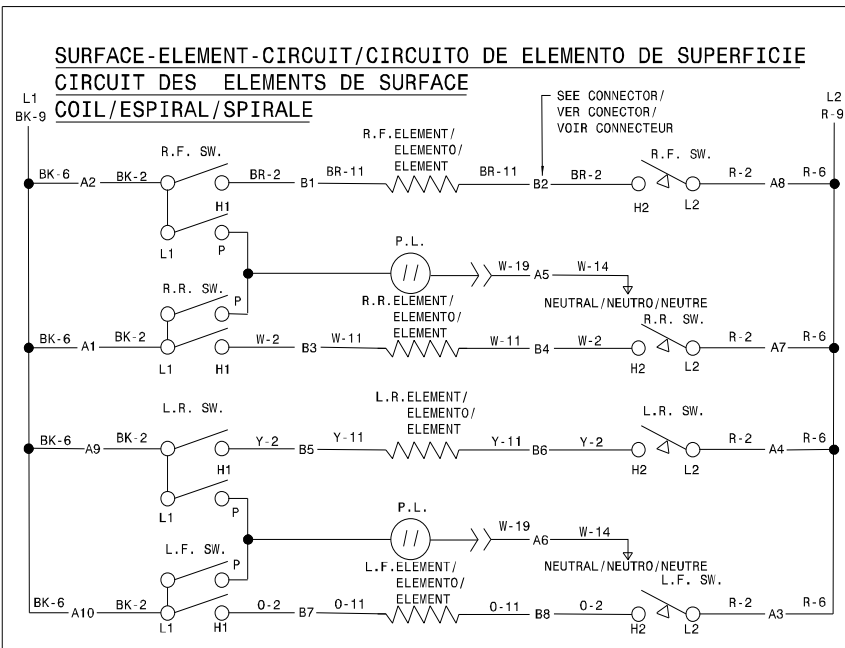 SURFACE-ELEMENT-CIRCUIT/CIRCUITO DE ELEMENTO DE SUPERFICIE
CIRCUIT DES ELEMENTS DE SURFACE
COIL/ESPIRAL/SPIRALE
L1
BK-9
SEE CONNECTOR/
VER CONECTOR/
VOIR CONNECTEUR
L2
R-9
R.F. SW.
R.F.ELEMENT/
ELEMENTO/
ELEMENT
R.F. SW.
BK-6 A2 BK-2 BR-2 B1 BR-11 BR-11 B2 BR-2 R-2 A8 R-6
H1 H2 L2
L1 P
P.L.
W-19 A5 W-14
NEUTRAL/NEUTRO/NEUTRE
R.R. SW.
P
R.R.ELEMENT/
ELEMENTO/
ELEMENT
R.R. SW.
BK-6 A1 BK-2 W-2 B3 W-11 W-11 B4 W-2 R-2 A7 R-6
L1 H1 H2 L2
L.R. SW.
L.R.ELEMENT/
ELEMENTO/
ELEMENT
L.R. SW.
BK-6 A9 BK-2 Y-2 B5 Y-11 Y-11 B6 Y-2 R-2 A4 R-6
H1 H2 L2
L1 P
P.L.
W-19 A6 W-14
NEUTRAL/NEUTRO/NEUTRE
L.F. SW.
P
L.F.ELEMENT/
ELEMENTO/
ELEMENT
L.F. SW.
BK-6 A10 BK-2 O-2 B7 O-11 O-11 B8 O-2 R-2 A3 R-6
L1 H1 H2 L2